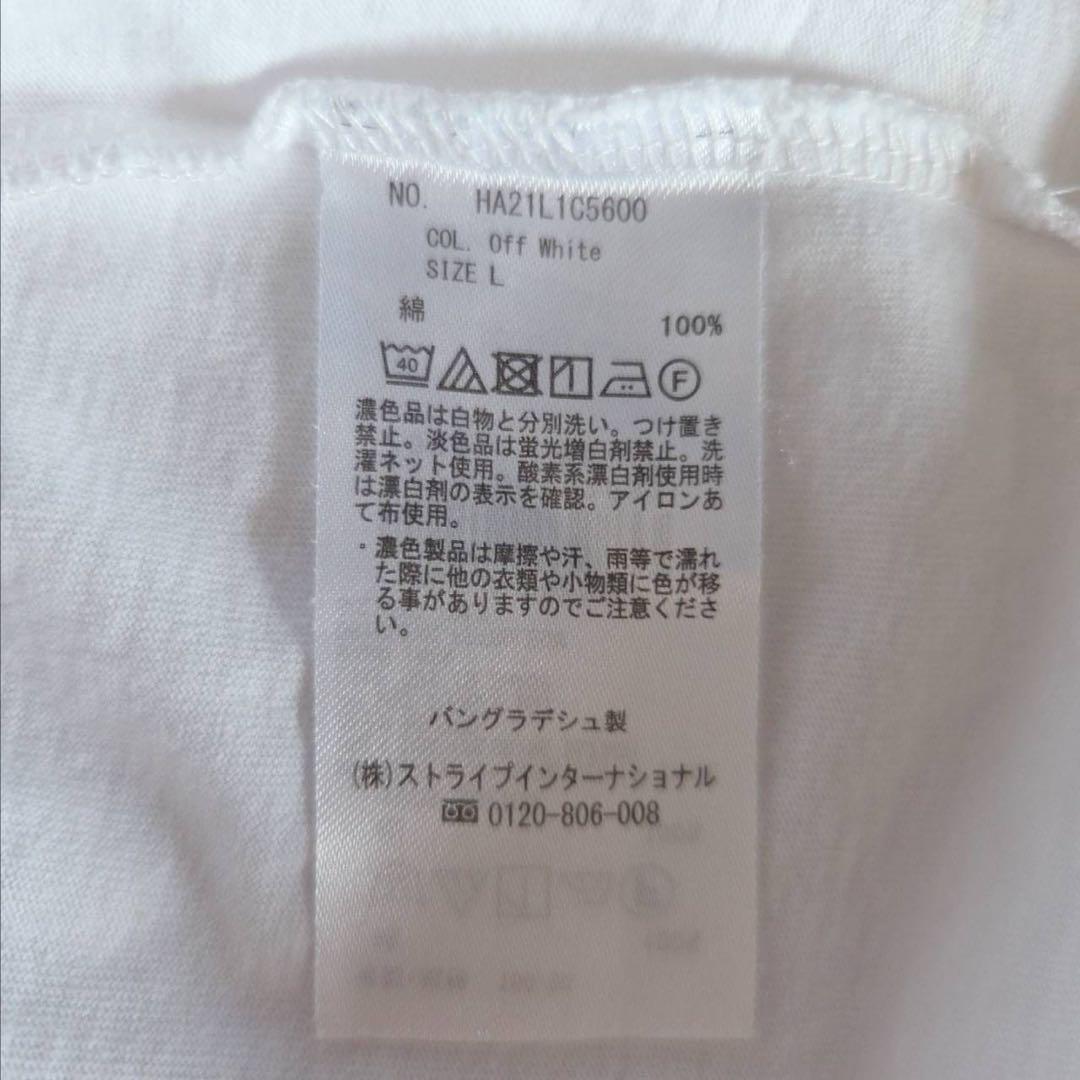 NO. HA21L1C5600
COL. Off White
SIZE L
綿 100%
40 F
濃色品は白物と分別洗い。つけ置き
禁止。淡色品は蛍光増白剤禁止。洗
濯ネット使用。酸素系漂白剤使用時
は漂白剤の表示を確認。アイロンあ
て布使用。
・濃色製品は摩擦や汗、雨等で濡れ
た際に他の衣類や小物類に色が移
る事がありますのでご注意くださ
い。
バングラデシュ製
(株)ストライプインターナショナル
0120-806-008